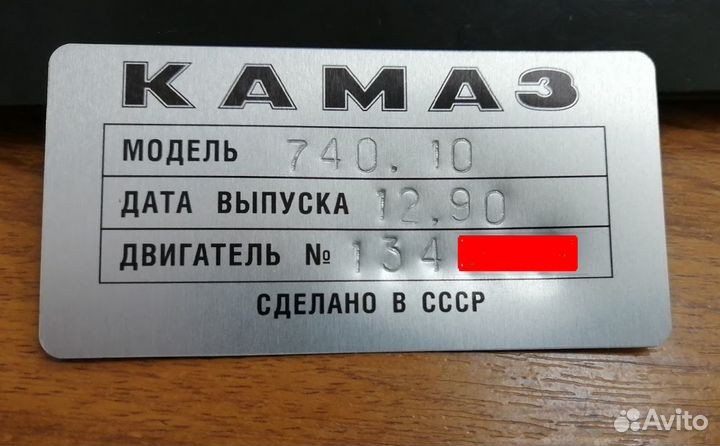 КАМАЗ
МОДЕЛЬ 740.10
ДАТА ВЫПУСКА 12.90
ДВИГАТЕЛЬ № 134
СДЕЛАНО В СССР
Avito